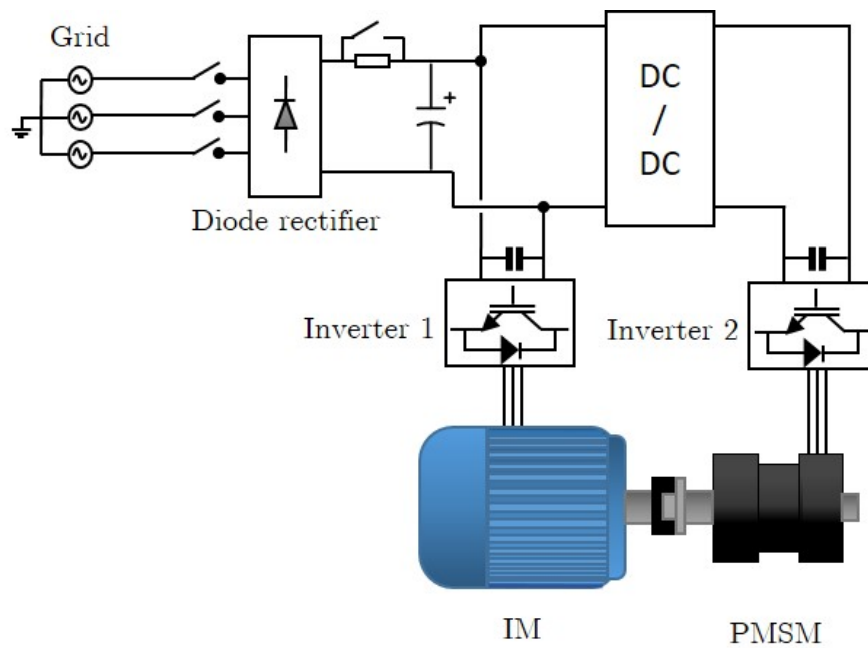 Grid
DC
/
DC
+
Diode rectifier
Inverter 1
Inverter 2
IM
PMSM